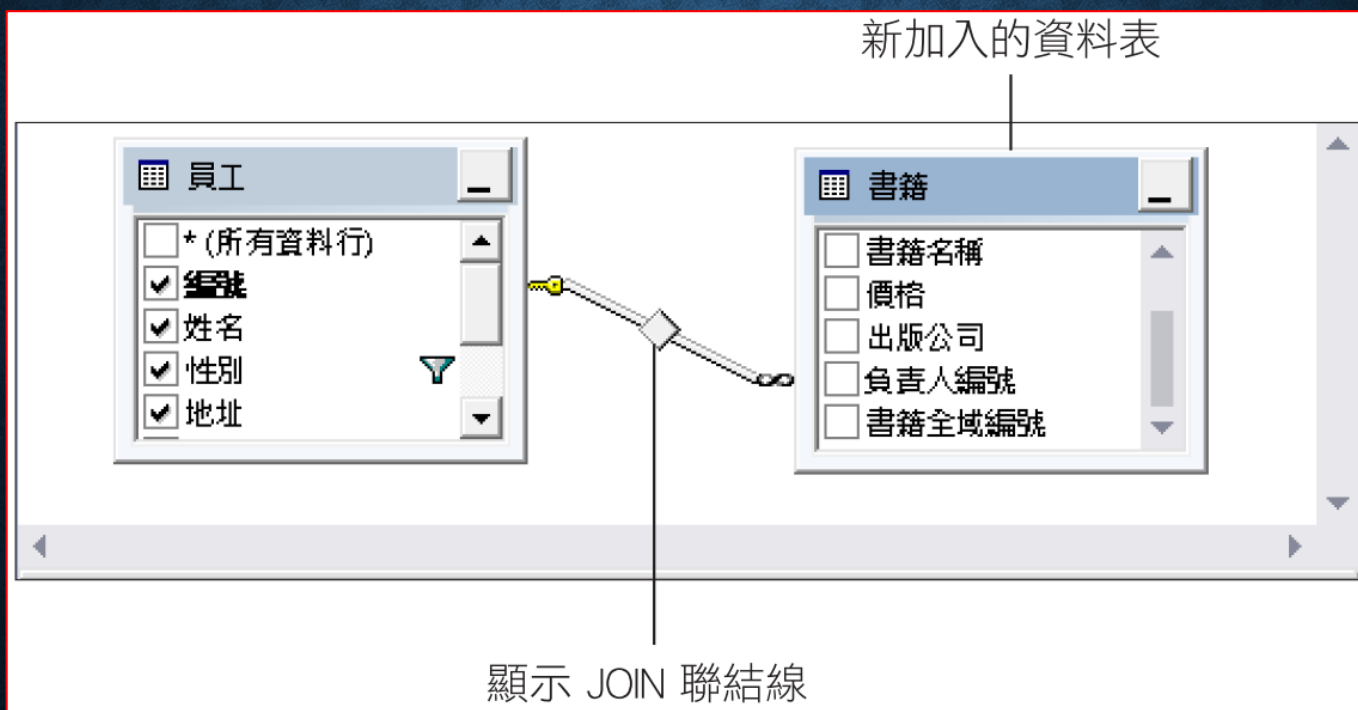 新加入的資料表
員工
* (所有資料行)
編號
姓名
性別
地址
書籍
書籍名稱
價格
出版公司
負責人編號
書籍全域編號
顯示 JOIN 聯結線